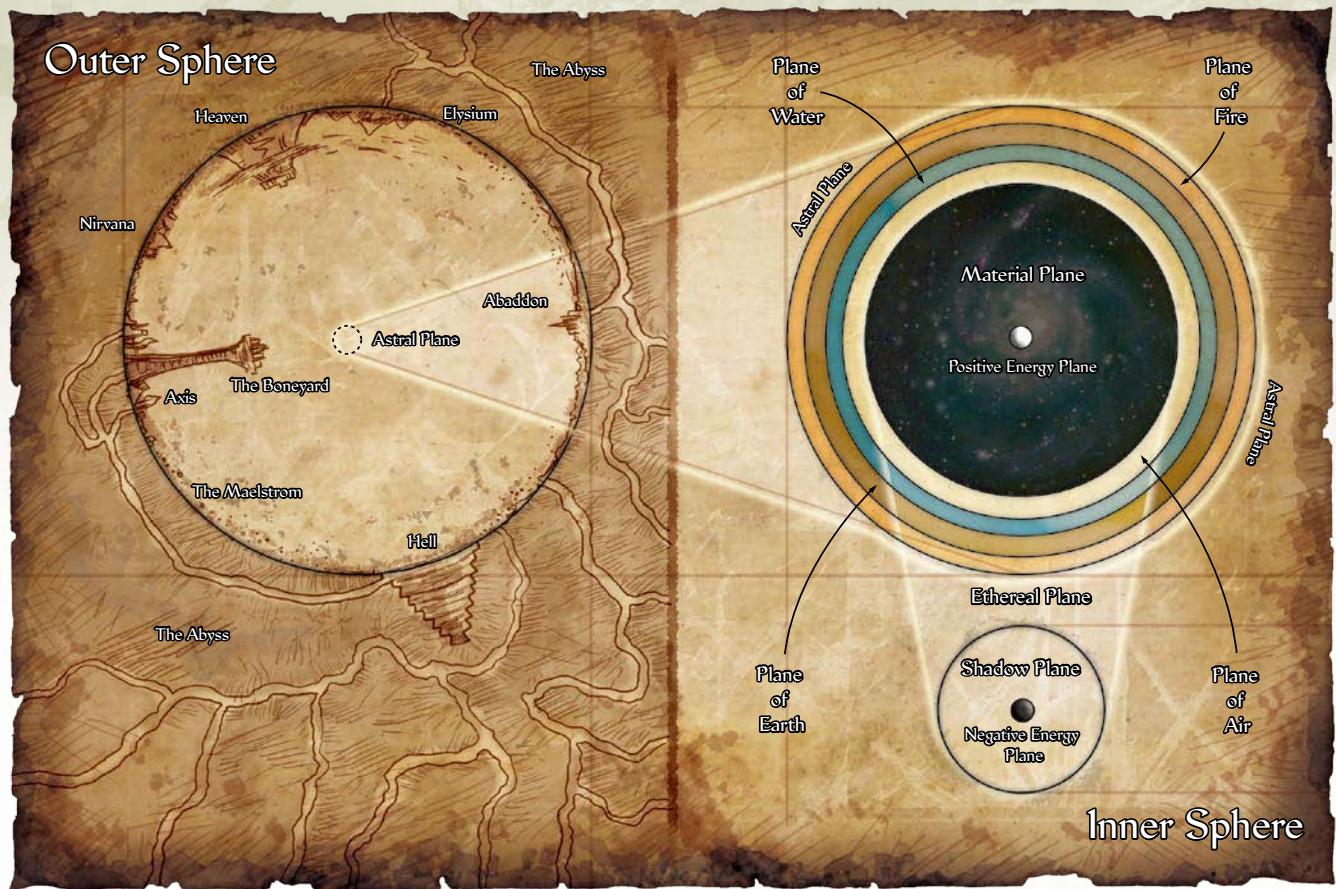 Outer Sphere
The Abyss
Heaven
Elysium
Nirvana
Abaddon
Astral Plane
The Boneyard
Axis
The Maelstrom
Hell
The Abyss
Plane
of
Water
Plane
of
Fire
Astral Plane
Material Plane
Positive Energy Plane
Astral Plane
Ethereal Plane
Shadow Plane
Negative Energy
Plane
Plane
of
Earth
Plane
of
Air
Inner Sphere